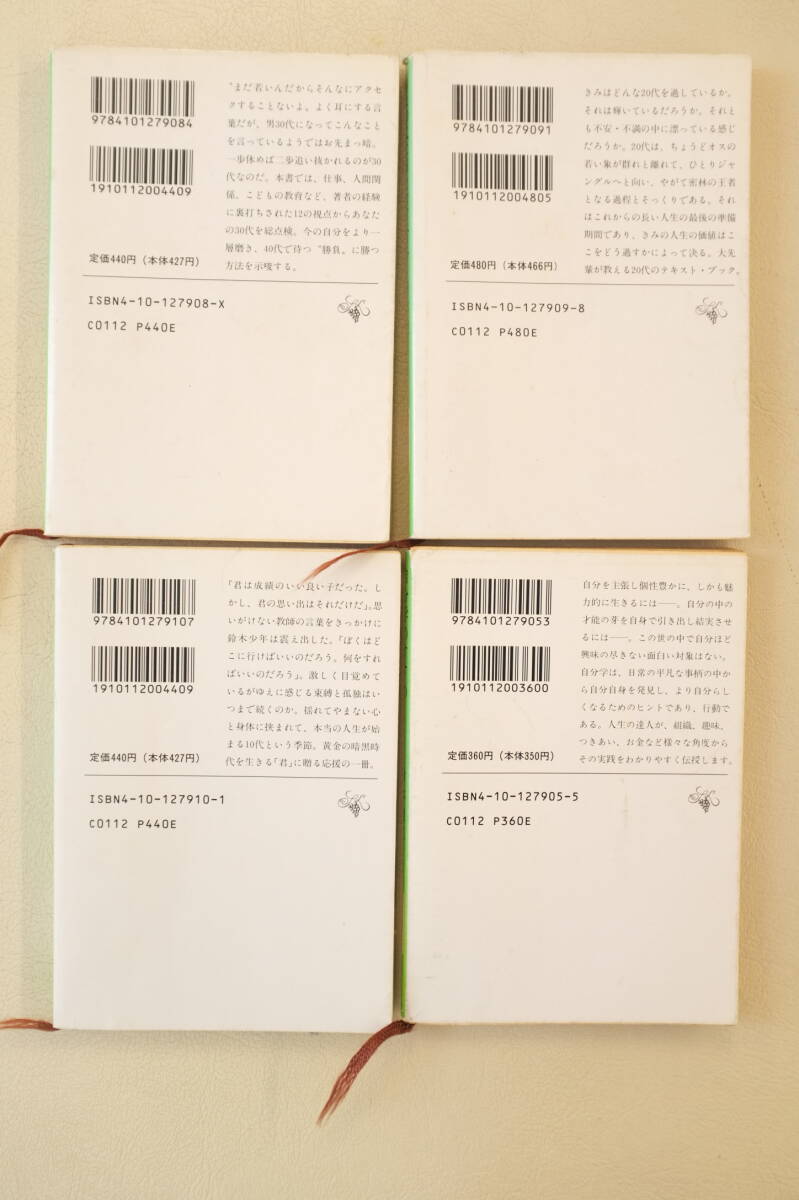 9784101279084
1910112004409
定価440円（本体427円）
〝まだ若いんだからそんなにアクセ
クすることないよ。よく耳にする言
葉だが、男30代になってこんなこと
を言っているようではお先まっ暗。
一歩休めば二歩追い抜かれるのが30
代なのだ。本書では、仕事、人間関
係、こどもの教育など、著者の経験
に裏打ちされた12の視点からあなた
の30代を総点検。今の自分をより一
層磨き、40代で待つ〝勝負〟に勝つ
方法を示唆する。
ISBN4-10-127908-X
C0112 P440E
9784101279091
1910112004805
定価480円（本体466円）
きみはどんな20代を過しているか。
それは輝いているだろうか。それと
も不安・不満の中に漂っている感じ
だろうか。20代は、ちょうどオスの
若い象が群れと離れて、ひとりジャ
ングルへと向い、やがて密林の王者
となる過程とそっくりである。それ
はこれからの長い人生の最後の準備
期間であり、きみの人生の価値はこ
こをどう過すかによって決る。大先
輩が教える20代のテキスト・ブック。
ISBN4-10-127909-8
C0112 P480E
9784101279107
1910112004409
定価440円（本体427円）
「君は成績のいい良い子だった。し
かし、君の思い出はそれだけだ」。思
いがけない教師の言葉をきっかけに
鈴木少年は震え出した。「ぼくはど
こに行けばいいのだろう。何をすれ
ばいいのだろう」。激しく目覚めて
いるがゆえに感じる束縛と孤独はい
つまで続くのか。揺れてやまない心
と身体に挟まれて、本当の人生が始
まる10代という季節。黄金の暗黒時
代を生きる「君」に贈る応援の一冊。
ISBN4-10-127910-1
C0112 P440E
9784101279053
1910112003600
定価360円（本体350円）
自分を主張し個性豊かに、しかも魅
力的に生きるには――。自分の中の
才能の芽を自身で引き出し結実させ
るには――。この世の中で自分ほど
興味の尽きない面白い対象はない。
自分学は、日常の平凡な事柄の中か
ら自分自身を発見し、より自分らし
くなるためのヒントであり、行動で
ある。人生の達人が、組織、趣味、
つきあい、お金など様々な角度から
その実践をわかりやすく伝授します。
ISBN4-10-127905-5
C0112 P360E